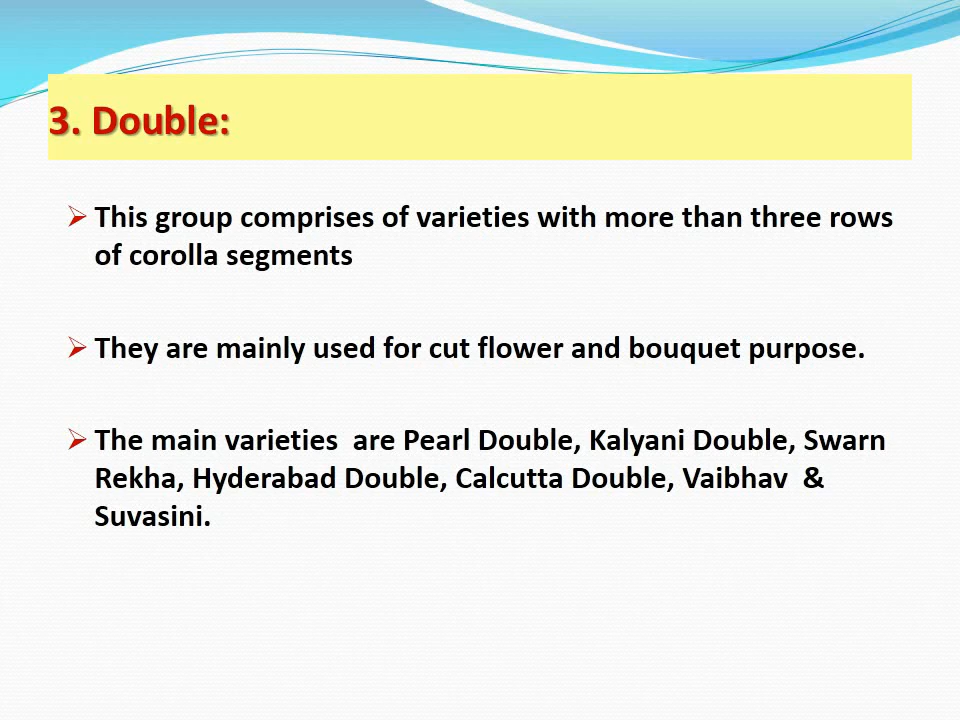 3. Double:
This group comprises of varieties with more than three rows
of corolla segments
They are mainly used for cut flower and bouquet purpose.
The main varieties  are Pearl Double, Kalyani Double, Swarn
Rekha, Hyderabad Double, Calcutta Double, Vaibhav  &
Suvasini.